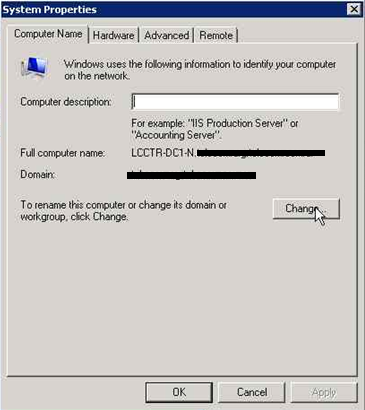 System Properties
Computer Name
Hardware
Advanced
Remote
Windows uses the following information to identify your computer
on the network.
Computer description:
For example: "IIS Production Server" or
"Accounting Server".
Full computer name:
LCCTR-DC1-N.
Domain:
To rename this computer or change its domain or
workgroup, click Change.
Change...
OK
Cancel
Apply